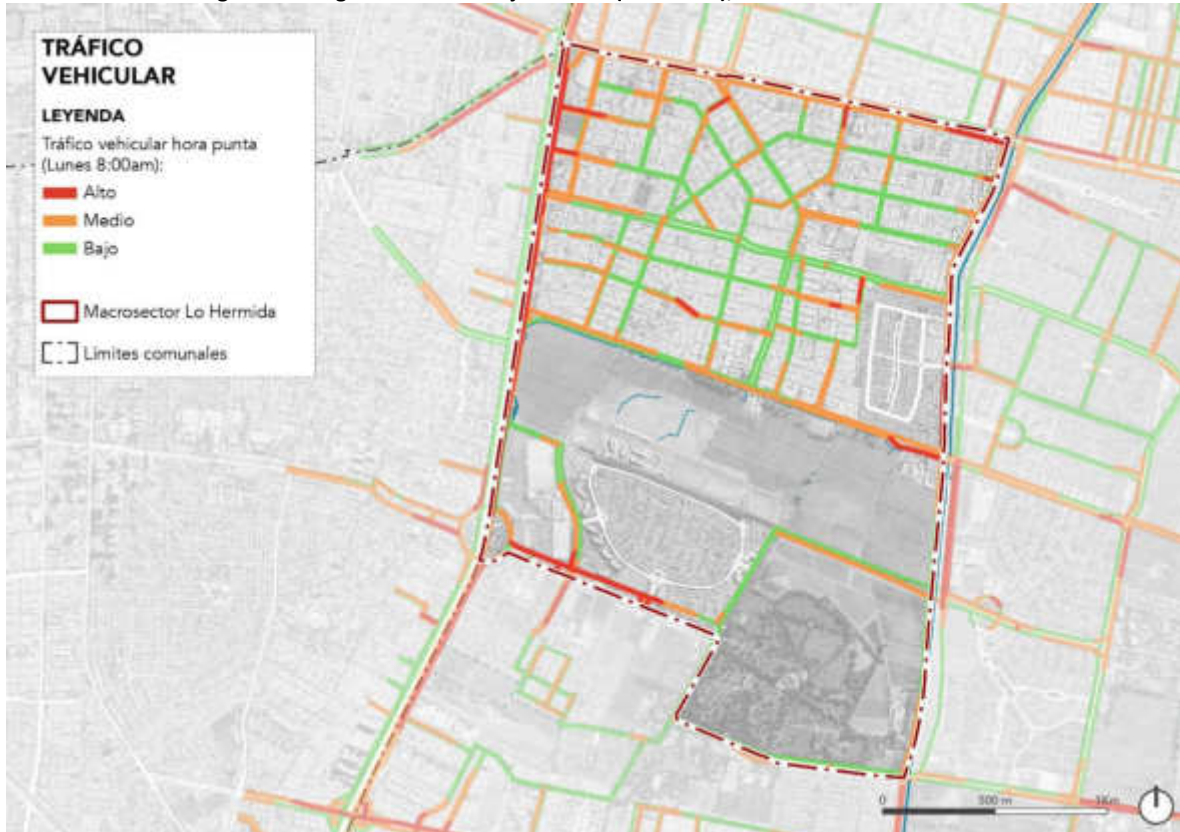 TRÁFICO
VEHICULAR
LEYENDA
Tráfico vehicular hora punta
(Lunes 8:00am):
Alto
Medio
Bajo
Macrosector Lo Hermida
Límites comunales
0 500 m 1Km